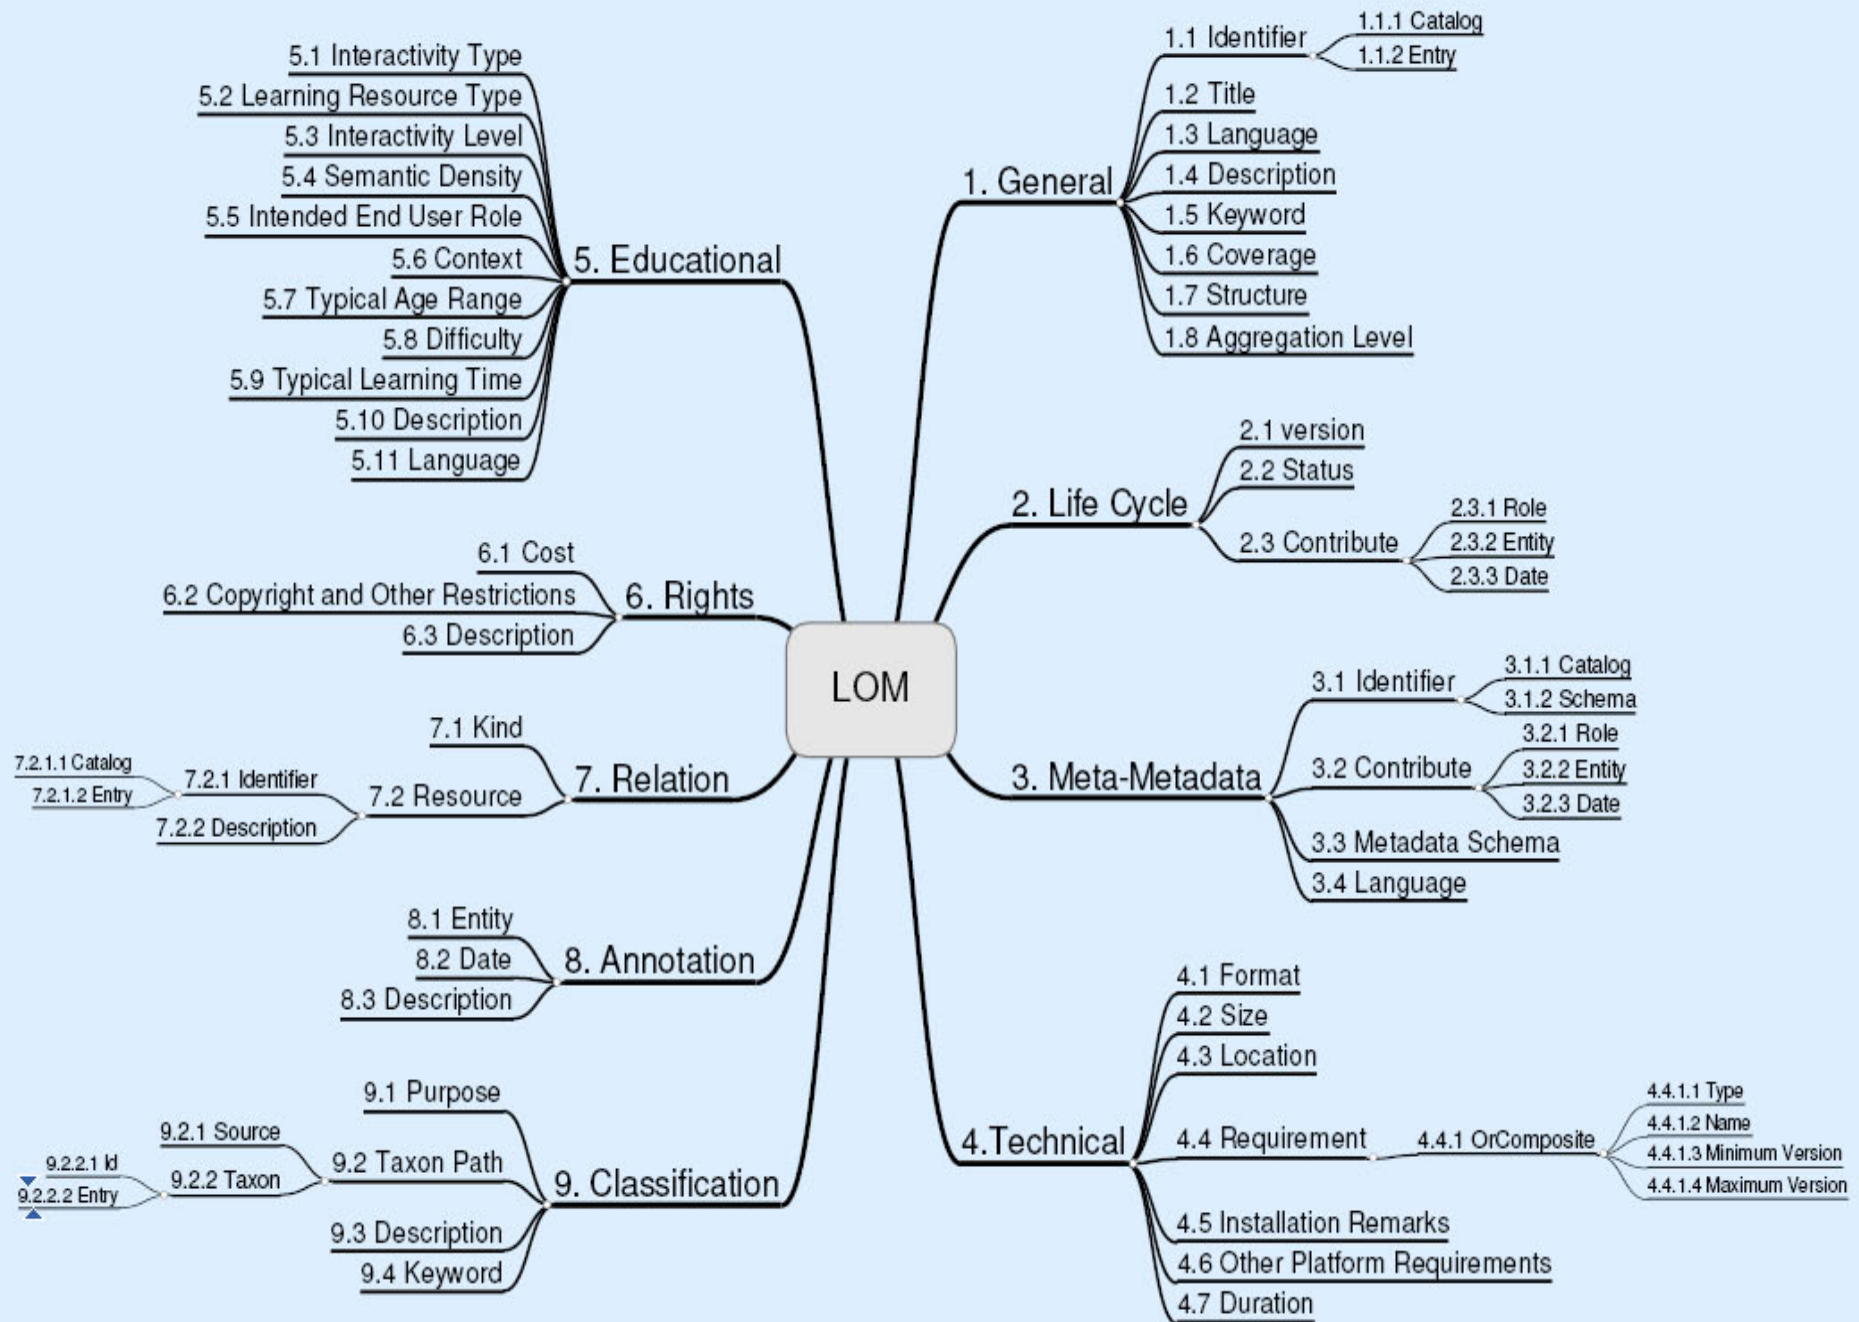 LOM
1. General
1.1 Identifier
1.1.1 Catalog
1.1.2 Entry
1.2 Title
1.3 Language
1.4 Description
1.5 Keyword
1.6 Coverage
1.7 Structure
1.8 Aggregation Level
2. Life Cycle
2.1 version
2.2 Status
2.3 Contribute
2.3.1 Role
2.3.2 Entity
2.3.3 Date
3. Meta-Metadata
3.1 Identifier
3.1.1 Catalog
3.1.2 Schema
3.2 Contribute
3.2.1 Role
3.2.2 Entity
3.2.3 Date
3.3 Metadata Schema
3.4 Language
4.Technical
4.1 Format
4.2 Size
4.3 Location
4.4 Requirement
4.4.1 OrComposite
4.4.1.1 Type
4.4.1.2 Name
4.4.1.3 Minimum Version
4.4.1.4 Maximum Version
4.5 Installation Remarks
4.6 Other Platform Requirements
4.7 Duration
5. Educational
5.1 Interactivity Type
5.2 Learning Resource Type
5.3 Interactivity Level
5.4 Semantic Density
5.5 Intended End User Role
5.6 Context
5.7 Typical Age Range
5.8 Difficulty
5.9 Typical Learning Time
5.10 Description
5.11 Language
6. Rights
6.1 Cost
6.2 Copyright and Other Restrictions
6.3 Description
7. Relation
7.1 Kind
7.2 Resource
7.2.1 Identifier
7.2.1.1 Catalog
7.2.1.2 Entry
7.2.2 Description
8. Annotation
8.1 Entity
8.2 Date
8.3 Description
9. Classification
9.1 Purpose
9.2 Taxon Path
9.2.1 Source
9.2.2 Taxon
9.2.2.1 Id
9.2.2.2 Entry
9.3 Description
9.4 Keyword